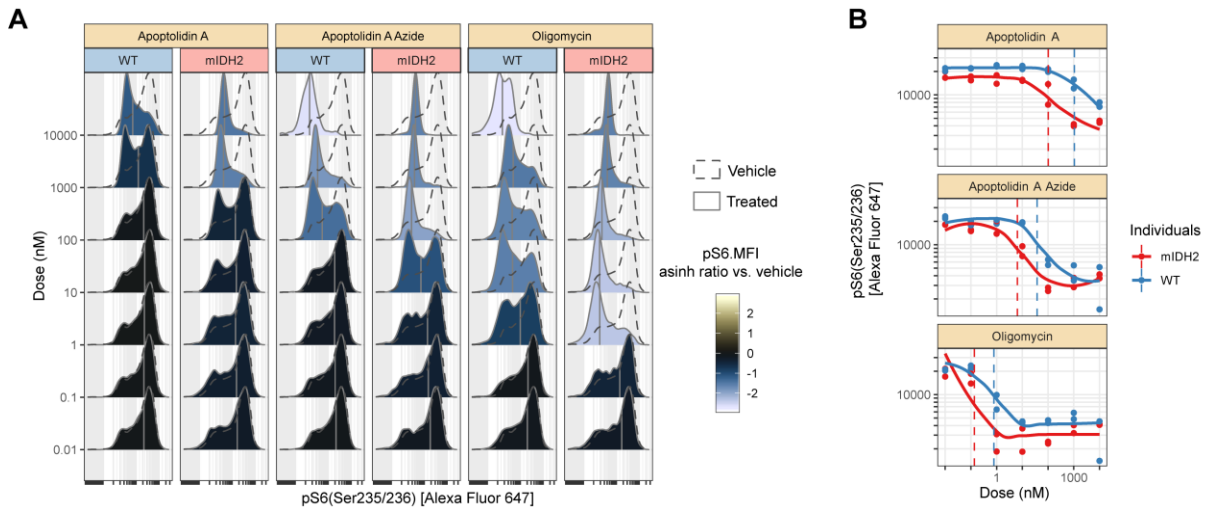 A
Apoptolidin A
Apoptolidin A Azide
Oligomycin
WT
mIDH2
WT
mIDH2
WT
mIDH2
Dose (nM)
10000
1000
100
10
1
0.1
0.01
pS6(Ser235/236) [Alexa Fluor 647]
Vehicle
Treated
pS6.MFI
asinh ratio vs. vehicle
2
1
0
-1
-2
B
Apoptolidin A
10000
Apoptolidin A Azide
10000
Oligomycin
10000
pS6(Ser235/236)
[Alexa Fluor 647]
1
1000
Dose (nM)
Individuals
mIDH2
WT